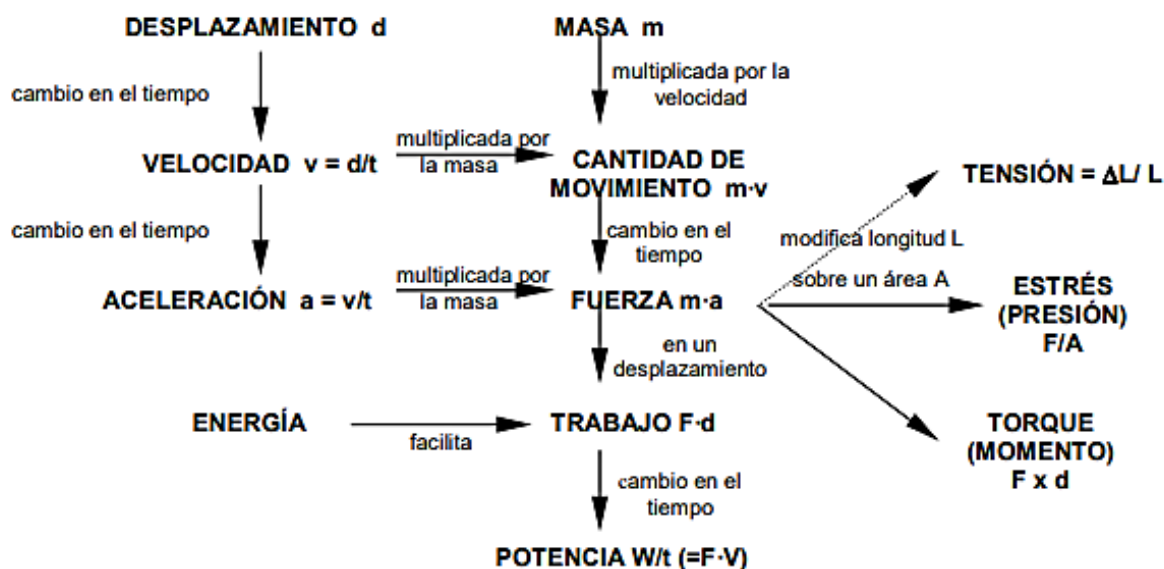 DESPLAZAMIENTO d
MASA m
cambio en el tiempo
multiplicada por la
velocidad
VELOCIDAD v = d/t
multiplicada por
la masa
CANTIDAD DE
MOVIMIENTO m·v
TENSIÓN = ΔL/ L
cambio en el tiempo
cambio en el
tiempo
modifica longitud L
sobre un área A
ACELERACIÓN a = v/t
multiplicada por
la masa
FUERZA m·a
ESTRÉS
(PRESIÓN)
F/A
en un
desplazamiento
ENERGÍA
facilita
TRABAJO F·d
TORQUE
(MOMENTO)
F x d
cambio en el
tiempo
POTENCIA W/t (=F·V)